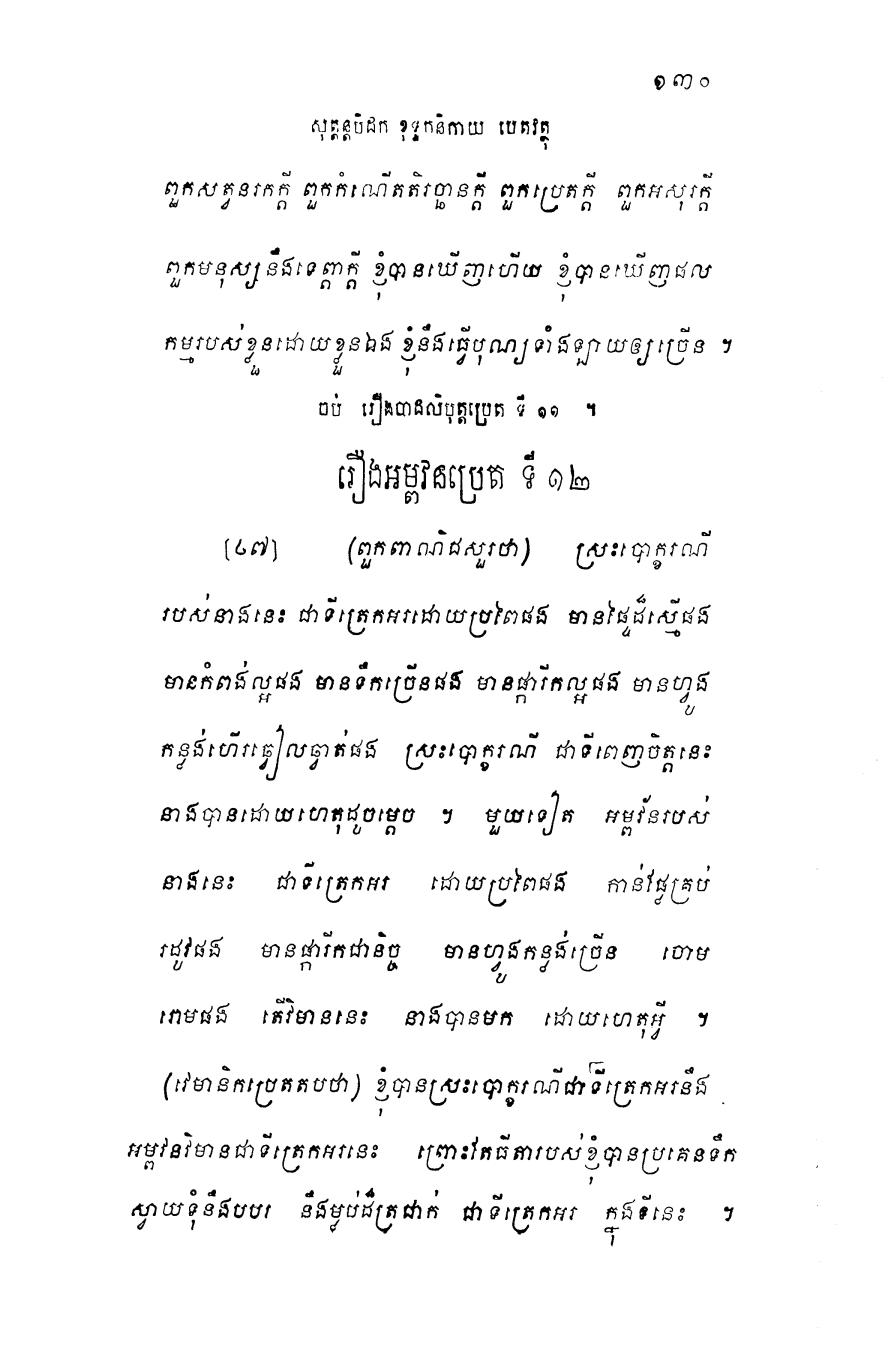 ១៣០
សុត្តន្តបិដក ខុទ្ទកនិកាយ បេតវត្ថុ
ពួកសត្វនរកក្តី ពួកកំណើតតិរច្ឆានក្តី ពួកប្រេតក្តី ពួកអសុរក្តី
ពួកមនុស្សនឹងទេព្តាក្តី ខ្ញុំបានឃើញហើយ ខ្ញុំបានឃើញផល
កម្មរបស់ខ្លួនដោយខ្លួនឯង ខ្ញុំនឹងធ្វើបុណ្យទាំងឡាយឲ្យច្រើន ។
ចប់ រឿងបាដលិបុត្តប្រេត ទី ១១ ។
រឿងអម្ពវនប្រេត ទី ១២
[៤៧] (ពួកពាណិជសួរថា) ស្រះបោក្ខរណី
របស់នាងនេះ ជាទីត្រេកអរដោយប្រពៃផង មានផ្ទៃដ៏ស្មើផង
មានកំពង់ល្អផង មានទឹកច្រើនផង មានផ្ការីកល្អផង មានហ្វូង
កន្លង់ហើរឆ្វៀលឆ្វាត់ផង ស្រះបោក្ខរណី ជាទីពេញចិត្តនេះ
នាងបានដោយហេតុដូចម្តេច ។ មួយទៀត អម្ពវ័នរបស់
នាងនេះ ជាទីត្រេកអរ ដោយប្រពៃផង កាន់ផ្លែគ្រប់
រដូវផង មានផ្ការីកជានិច្ច មានហ្វូងកន្លង់ច្រើន ចោម
រោមផង តើវិមាននេះ នាងបានមក ដោយហេតុអ្វី ។
(វេមានិកប្រេតតបថា) ខ្ញុំបានស្រះបោក្ខរណីជាទីត្រេកអរនឹង
អម្ពវនវិមានជាទីត្រេកអរនេះ ព្រោះតែធីតារបស់ខ្ញុំបានប្រគេនទឹក
ស្វាយទុំនឹងបបរ នឹងម្លប់ដ៏ត្រជាក់ ជាទីត្រេកអរ ក្នុងទីនេះ ។